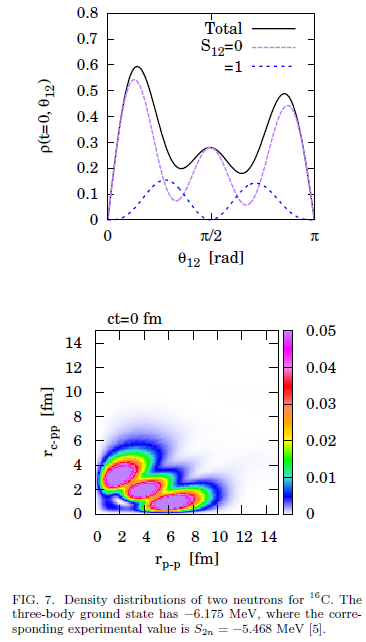 0.8
0.7
0.6
0.5
0.4
0.3
0.2
0.1
0
ρ(t=0, θ12)
Total
S12=0
=1
0 π/2 π
θ12 [rad]
ct=0 fm
14
12
10
8
6
4
2
0
rc-pp [fm]
0.05
0.04
0.03
0.02
0.01
0
0 2 4 6 8 10 12 14
rp-p [fm]
FIG. 7. Density distributions of two neutrons for 16C. The
three-body ground state has −6.175 MeV, where the corre-
sponding experimental value is S2n = −5.468 MeV [5].